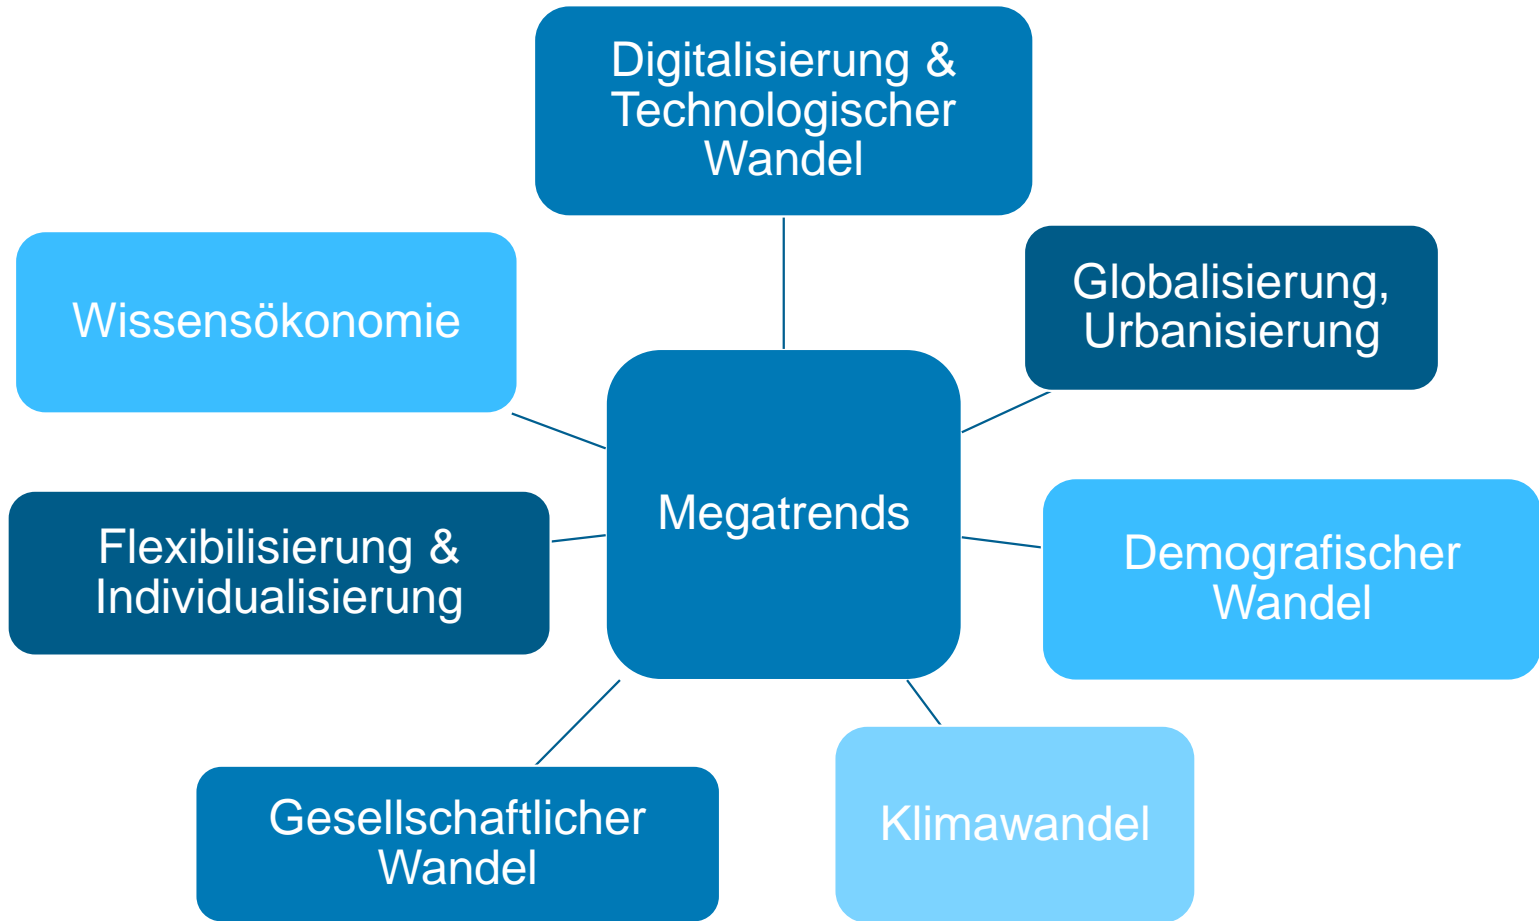 Digitalisierung &
Technologischer
Wandel
Globalisierung,
Urbanisierung
Wissensökonomie
Megatrends
Flexibilisierung &
Individualisierung
Demografischer
Wandel
Gesellschaftlicher
Wandel
Klimawandel